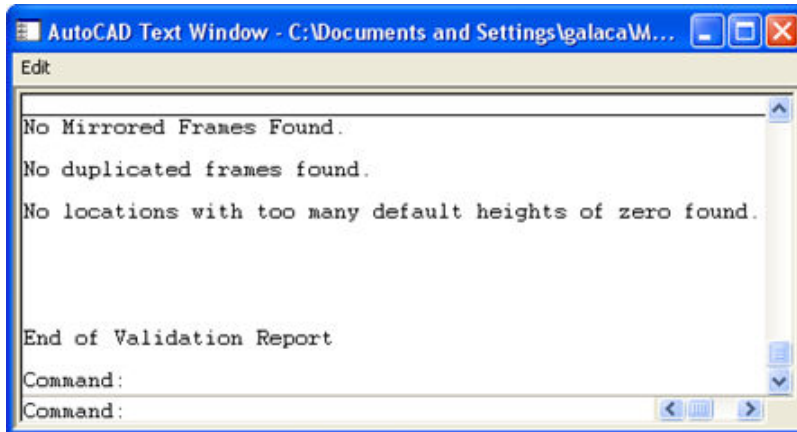 AutoCAD Text Window - C:\Documents and Settings\galaca\M...
Edit
No Mirrored Frames Found.
No duplicated frames found.
No locations with too many default heights of zero found.
End of Validation Report
Command:
Command: